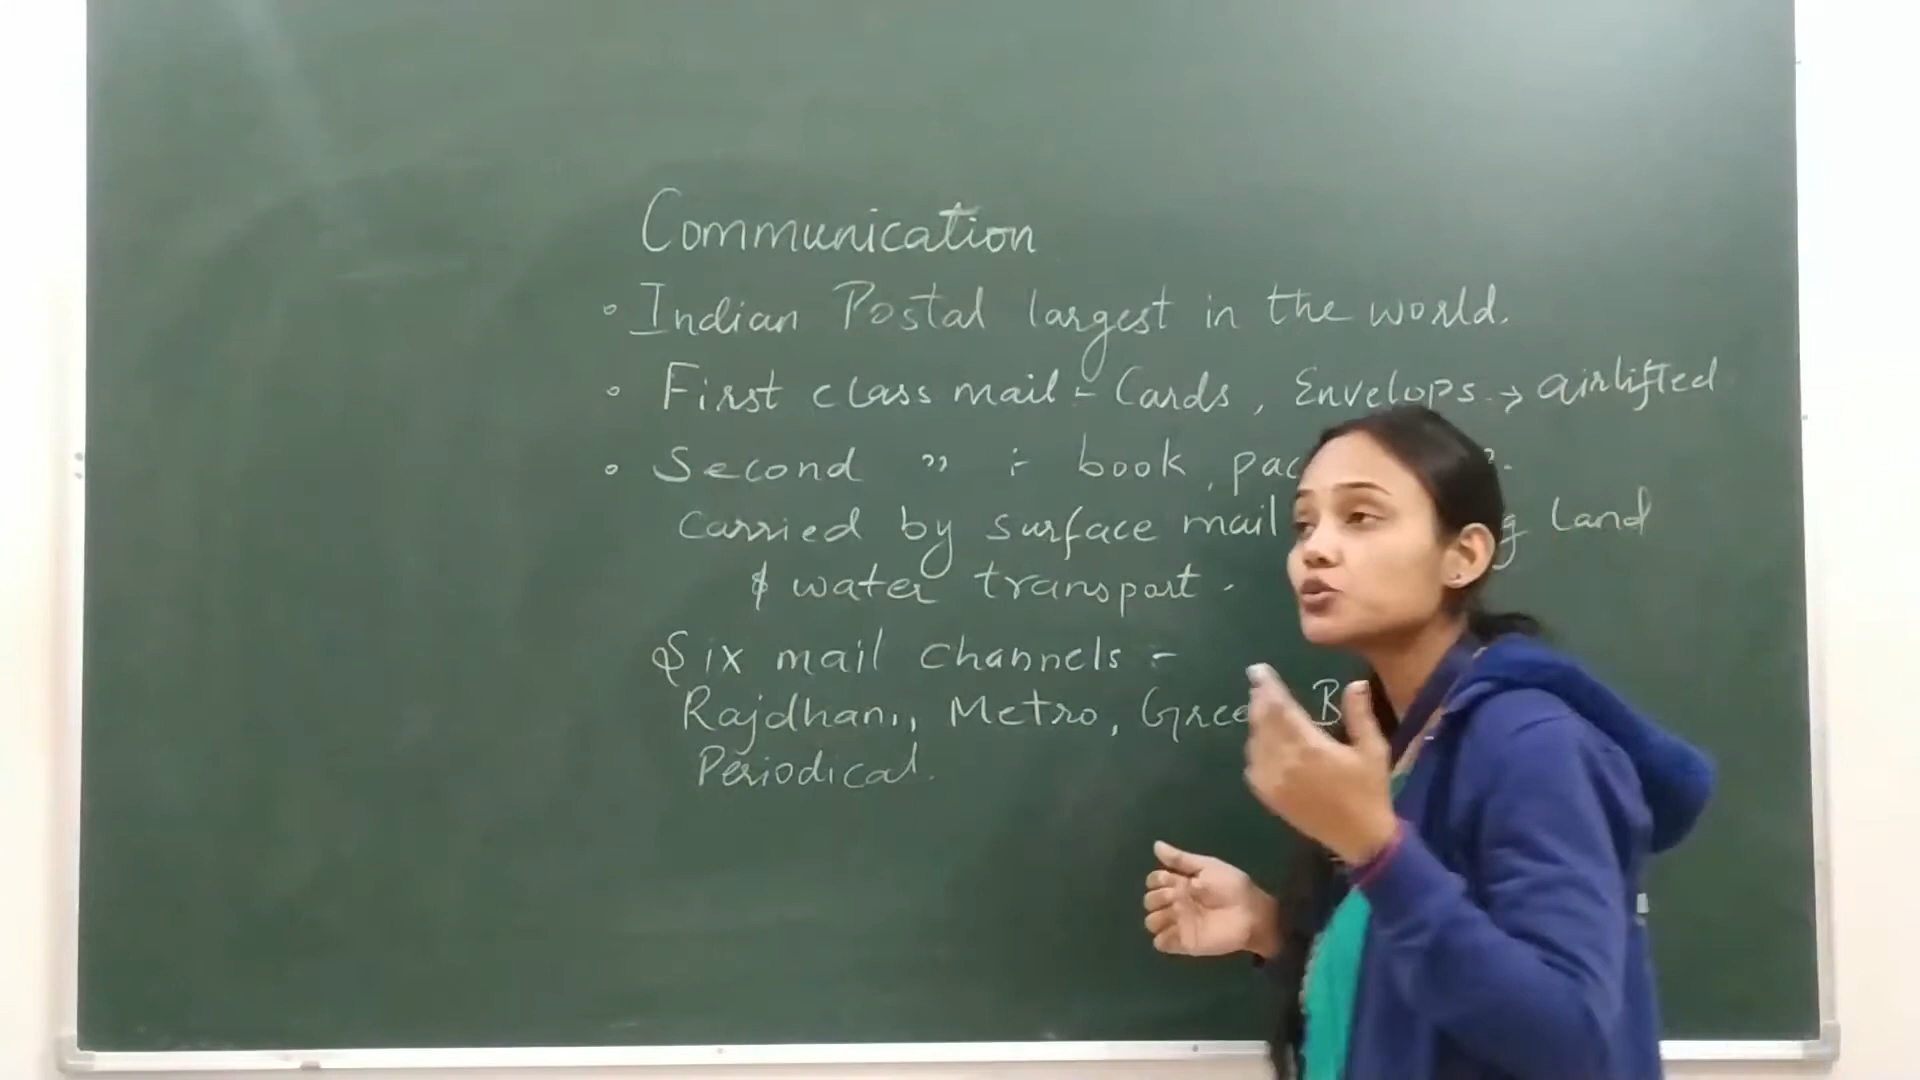 Communication
• Indian Postal largest in the world.
• First class mail - Cards, Envelops → airlifted
• Second " :- book,
carried by surface mail land
& water transport.
Six mail channels :-
Rajdhani, Metro,
Periodical.